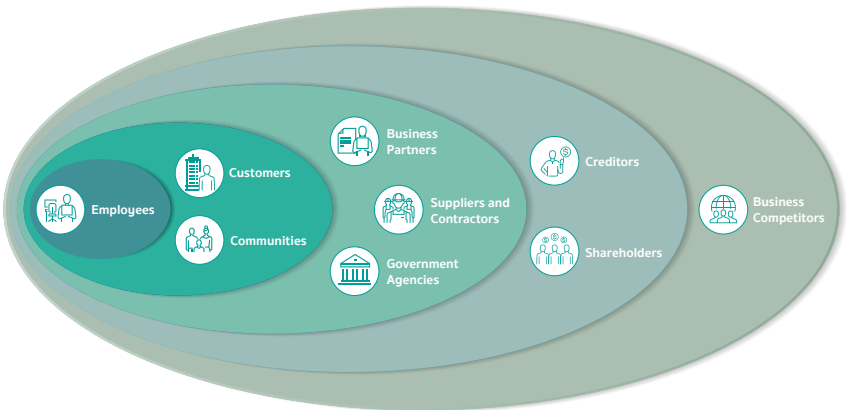 Employees
Customers
Communities
Business
Partners
Suppliers and
Contractors
Government
Agencies
Creditors
Shareholders
Business
Competitors